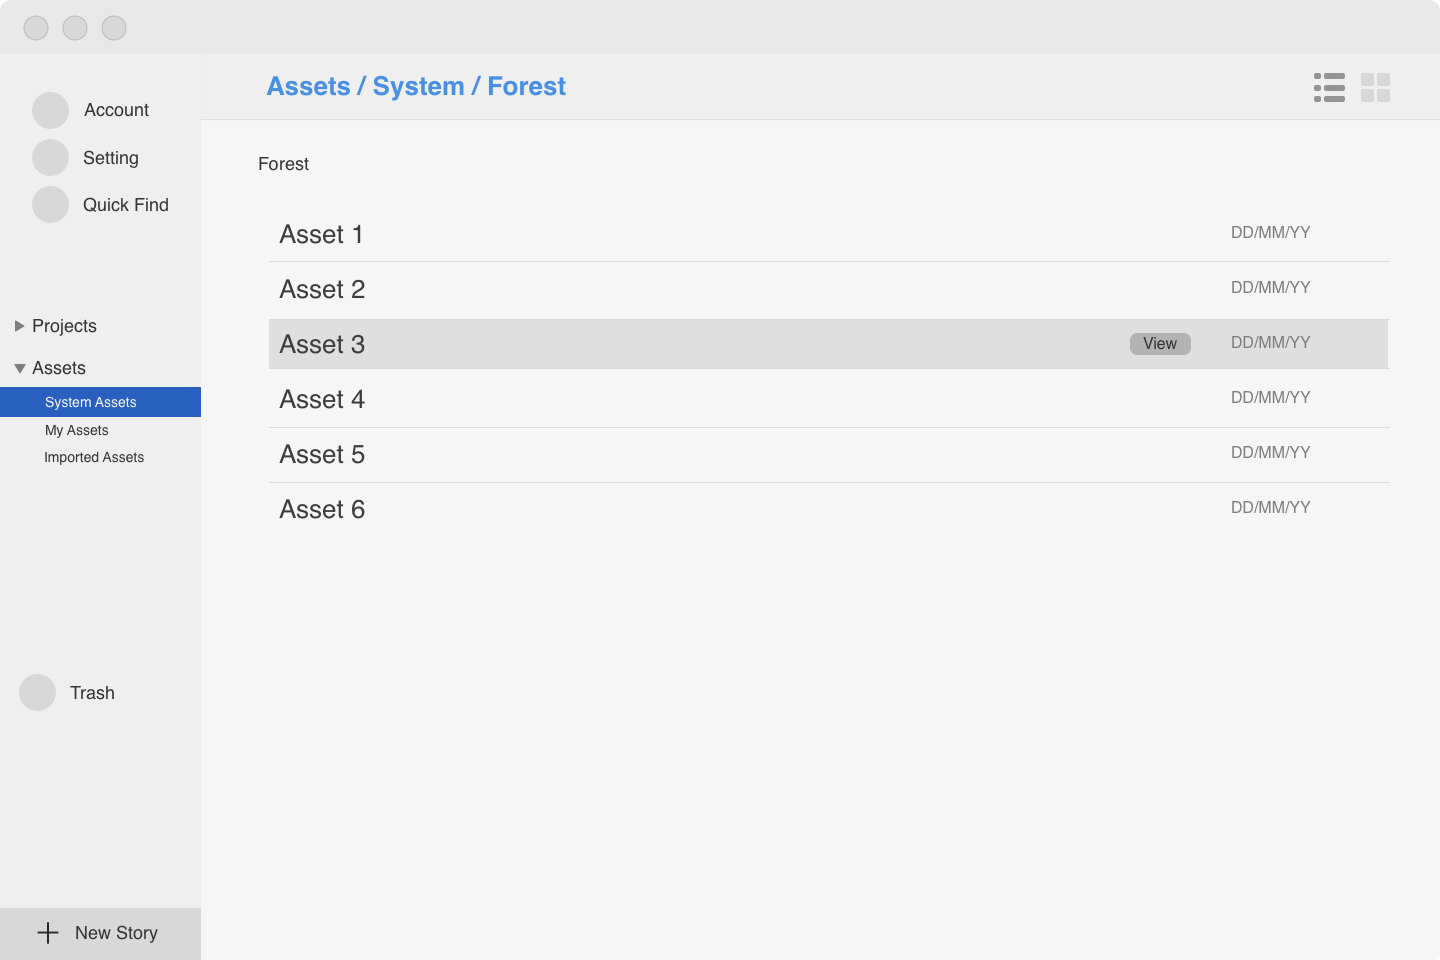 Assets / System / Forest
Account
Setting
Quick Find
Projects
Assets
System Assets
My Assets
Imported Assets
Trash
New Story
Forest
Asset 1 DD/MM/YY
Asset 2 DD/MM/YY
Asset 3 View DD/MM/YY
Asset 4 DD/MM/YY
Asset 5 DD/MM/YY
Asset 6 DD/MM/YY